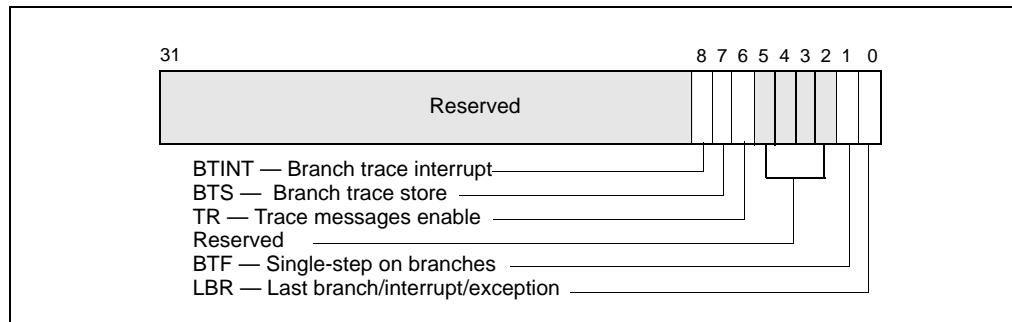 31 8 7 6 5 4 3 2 1 0
Reserved
BTINT — Branch trace interrupt
BTS — Branch trace store
TR — Trace messages enable
Reserved
BTF — Single-step on branches
LBR — Last branch/interrupt/exception